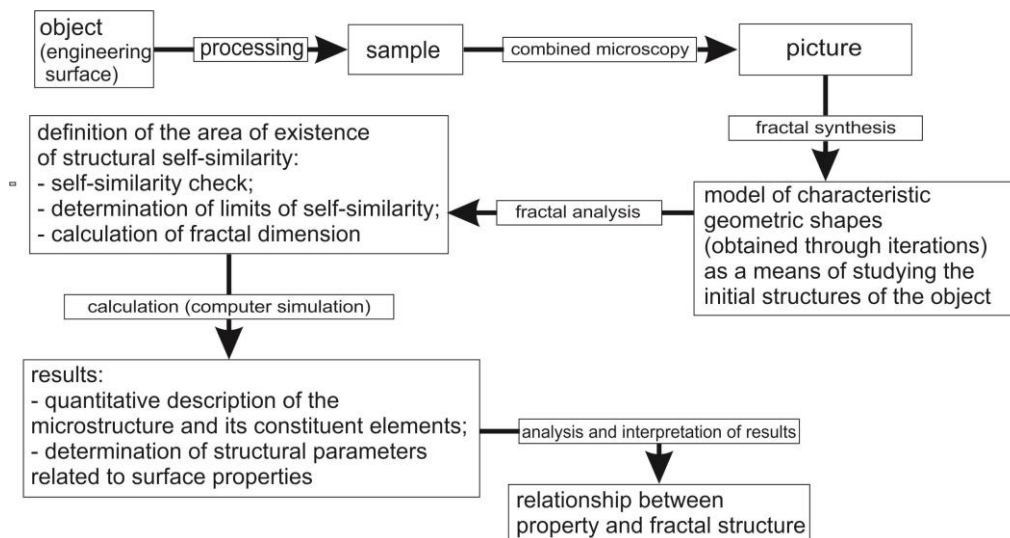 object
(engineering
surface)
processing
sample
combined microscopy
picture
fractal synthesis
model of characteristic
geometric shapes
(obtained through iterations)
as a means of studying the
initial structures of the object
fractal analysis
definition of the area of existence
of structural self-similarity:
- self-similarity check;
- determination of limits of self-similarity;
- calculation of fractal dimension
calculation (computer simulation)
results:
- quantitative description of the
microstructure and its constituent elements;
- determination of structural parameters
related to surface properties
analysis and interpretation of results
relationship between
property and fractal structure